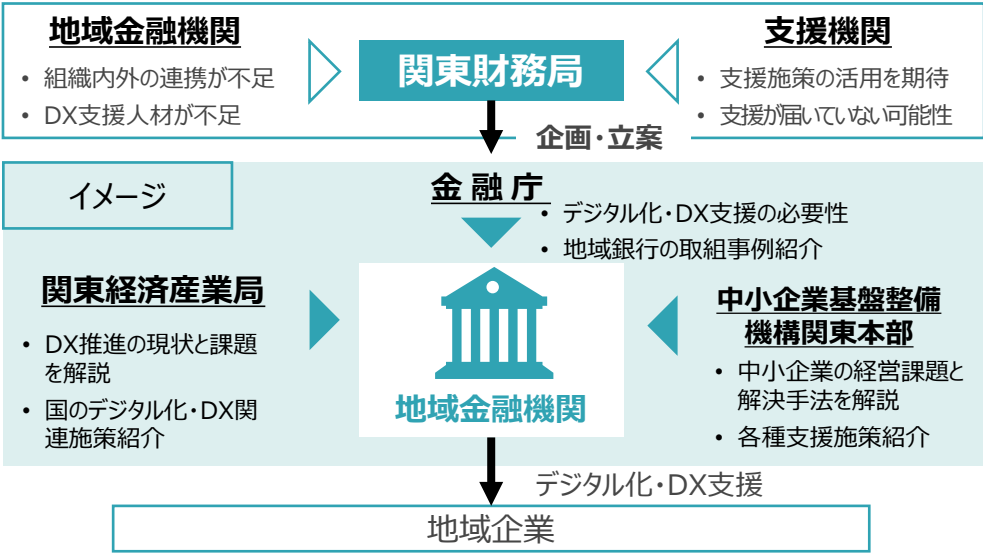 地域金融機関
• 組織内外の連携が不足
• DX支援人材が不足
関東財務局
支援機関
• 支援施策の活用を期待
• 支援が届いていない可能性
企画・立案
イメージ
金融庁
• デジタル化・DX支援の必要性
• 地域銀行の取組事例紹介
関東経済産業局
• DX推進の現状と課題
を解説
• 国のデジタル化・DX関
連施策紹介
地域金融機関
中小企業基盤整備
機構関東本部
• 中小企業の経営課題と
解決手法を解説
• 各種支援施策紹介
デジタル化・DX支援
地域企業